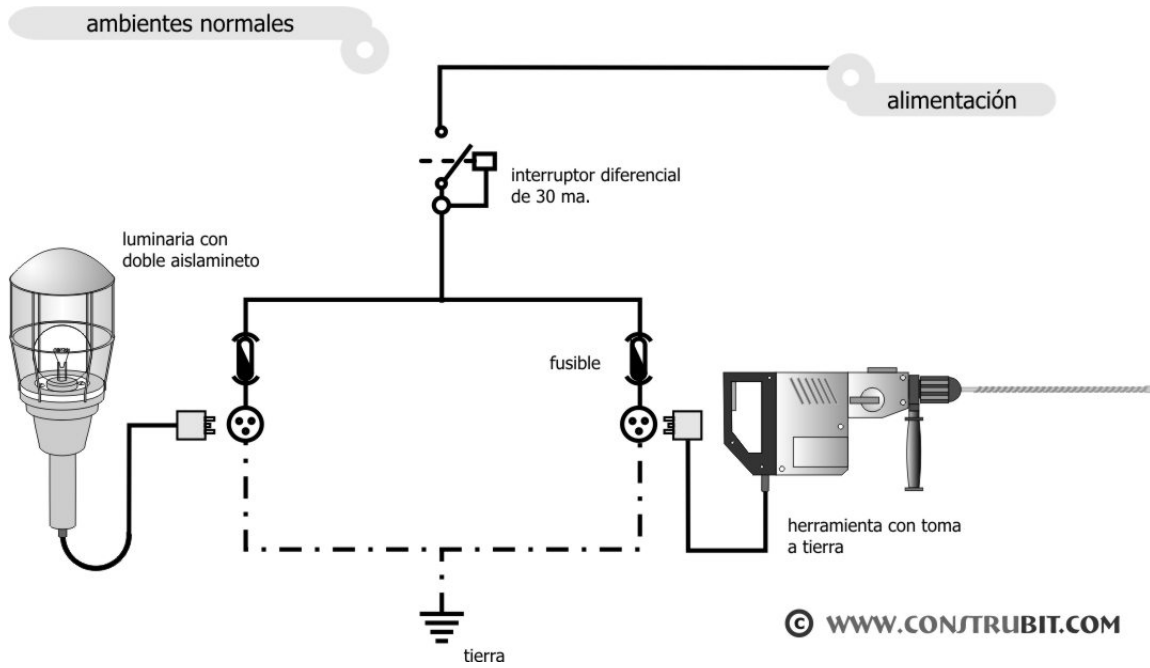 ambientes normales
alimentación
interruptor diferencial
de 30 ma.
luminaria con
doble aislamineto
fusible
herramienta con toma
a tierra
tierra
© WWW.CONSTRUBIT.COM